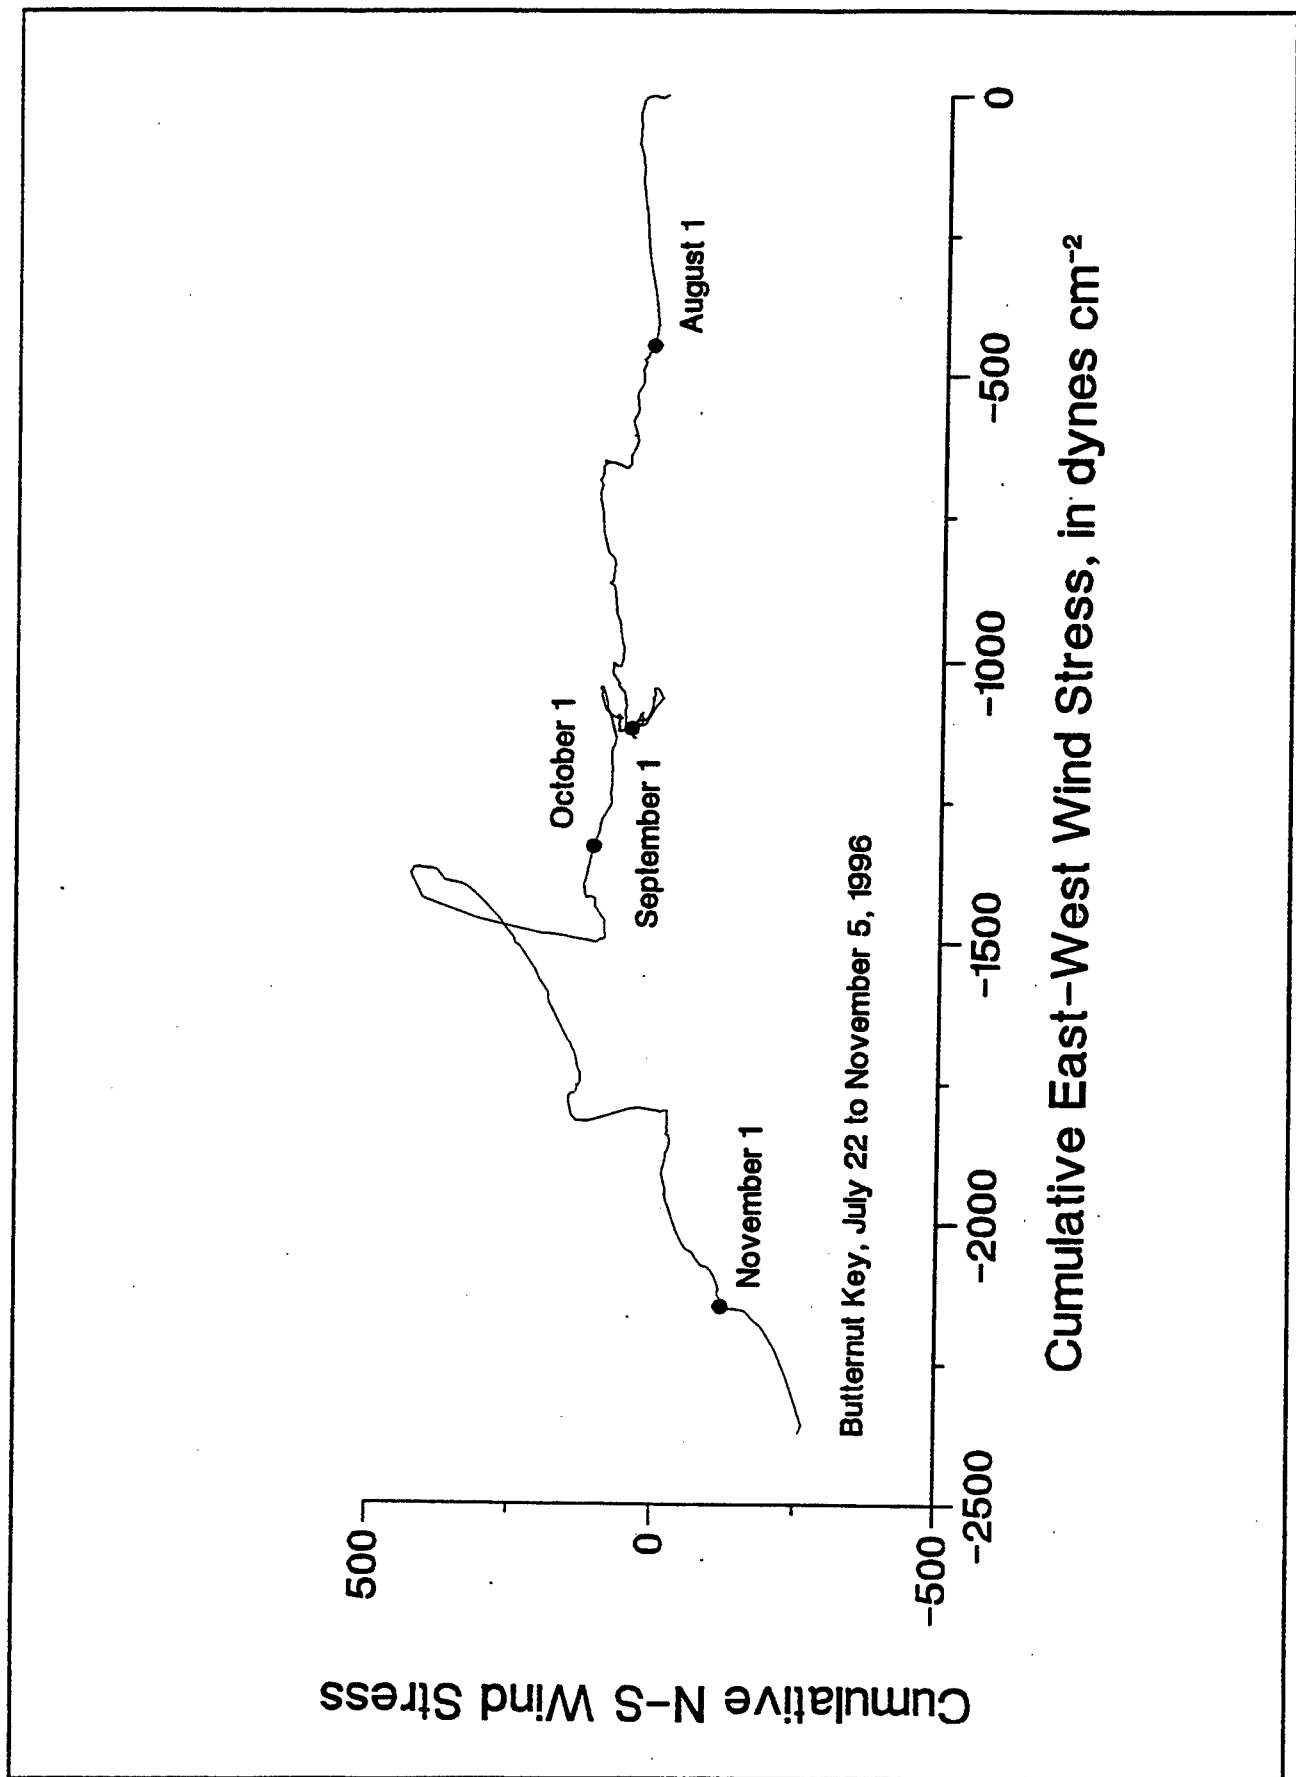 Cumulative N-S Wind Stress
500
0
-500
October 1
September 1
August 1
November 1
Butternut Key, July 22 to November 5, 1996
-2500
-2000
-1500
-1000
-500
0
Cumulative East-West Wind Stress, in dynes cm⁻²